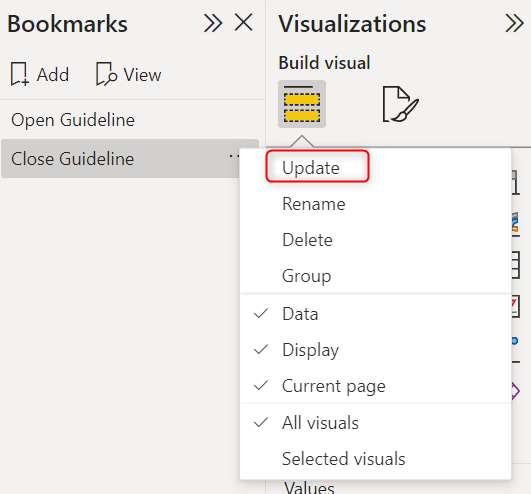 Bookmarks
Visualizations
Add
View
Build visual
Open Guideline
Close Guideline
Update
Rename
Delete
Group
Data
Display
Current page
All visuals
Selected visuals
Values